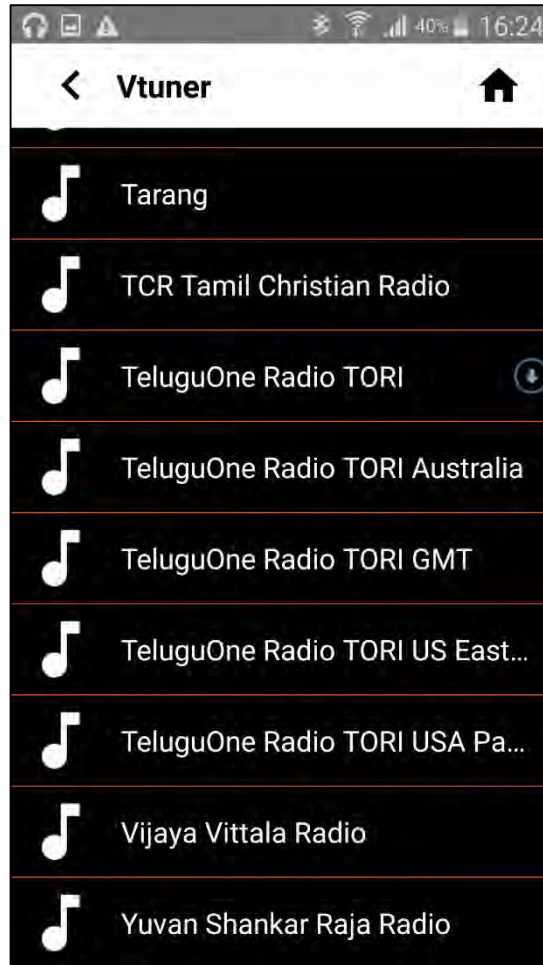 40% 16:24
Vtuner
Tarang
TCR Tamil Christian Radio
TeluguOne Radio TORI
TeluguOne Radio TORI Australia
TeluguOne Radio TORI GMT
TeluguOne Radio TORI US East...
TeluguOne Radio TORI USA Pa...
Vijaya Vittala Radio
Yuvan Shankar Raja Radio